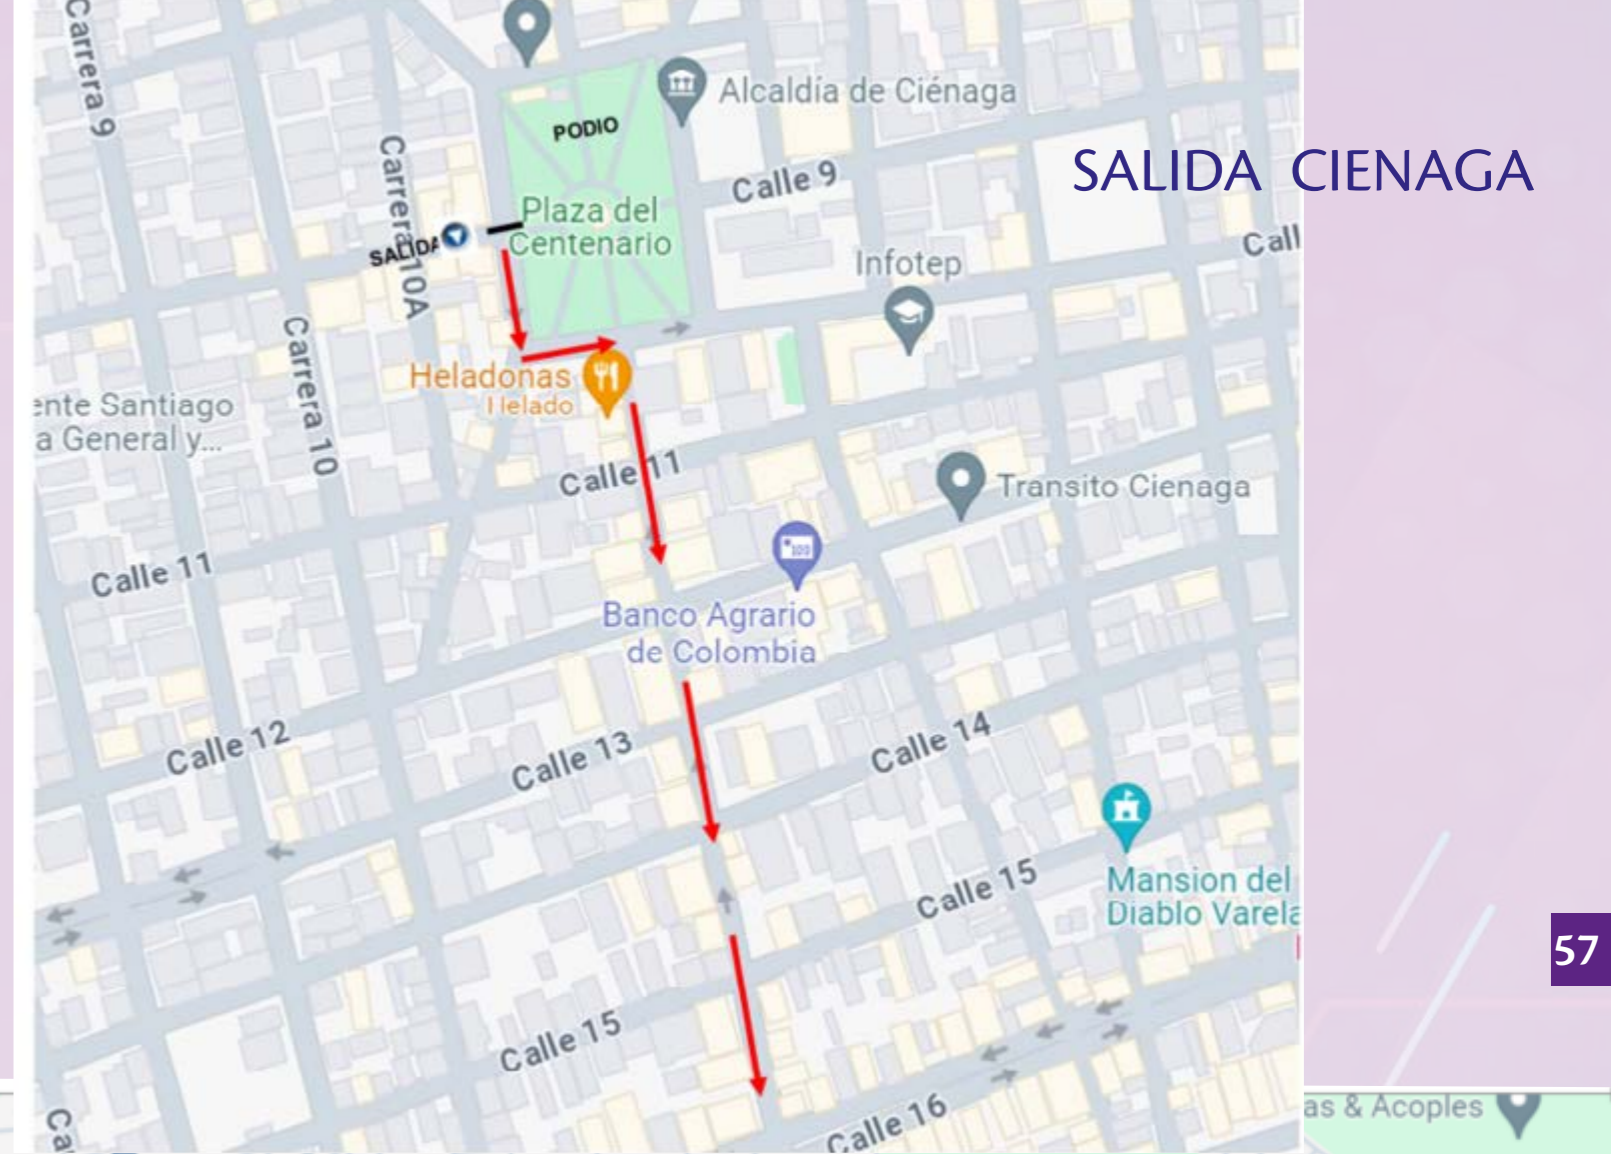 Carrera 9
Alcaldía de Ciénaga
PODIO
SALIDA CIENAGA
Carrera 10A
Calle 9
Plaza del
Centenario
SALIDA
Call
Infotep
Carrera 10
Heladonas
Helado
ente Santiago
a General y...
Calle 11
Transito Cienaga
Calle 11
Banco Agrario
de Colombia
Calle 12
Calle 13
Calle 14
Calle 15
Mansion del
Diablo Varela
57
Calle 15
Calle 16
Ca
as & Acoples